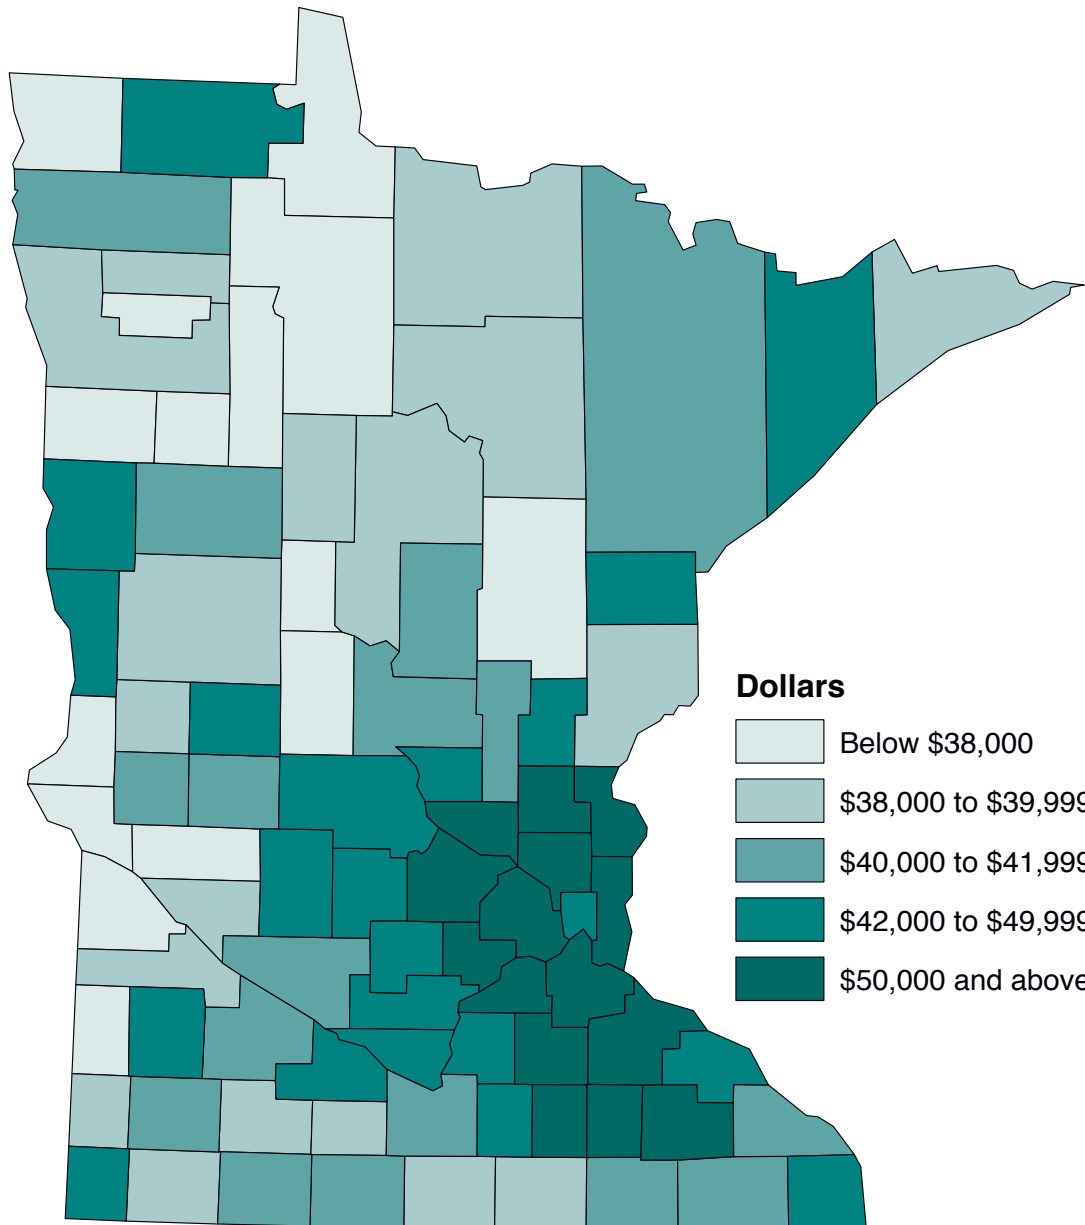 Dollars
Below $38,000
$38,000 to $39,999
$40,000 to $41,999
$42,000 to $49,999
$50,000 and above